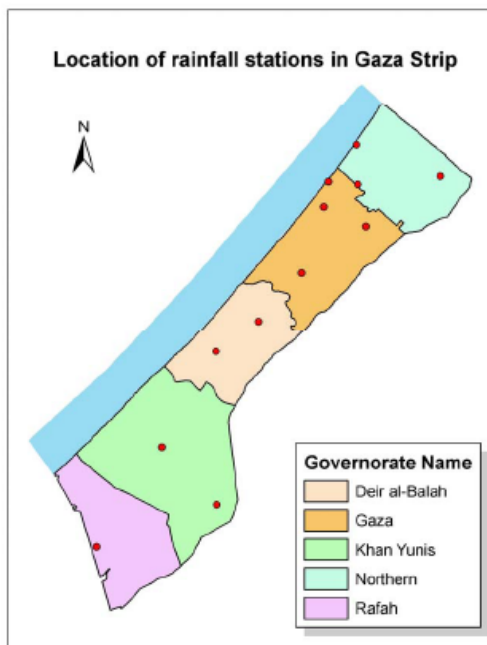 Location of rainfall stations in Gaza Strip
N
Governorate Name
Deir al-Balah
Gaza
Khan Yunis
Northern
Rafah